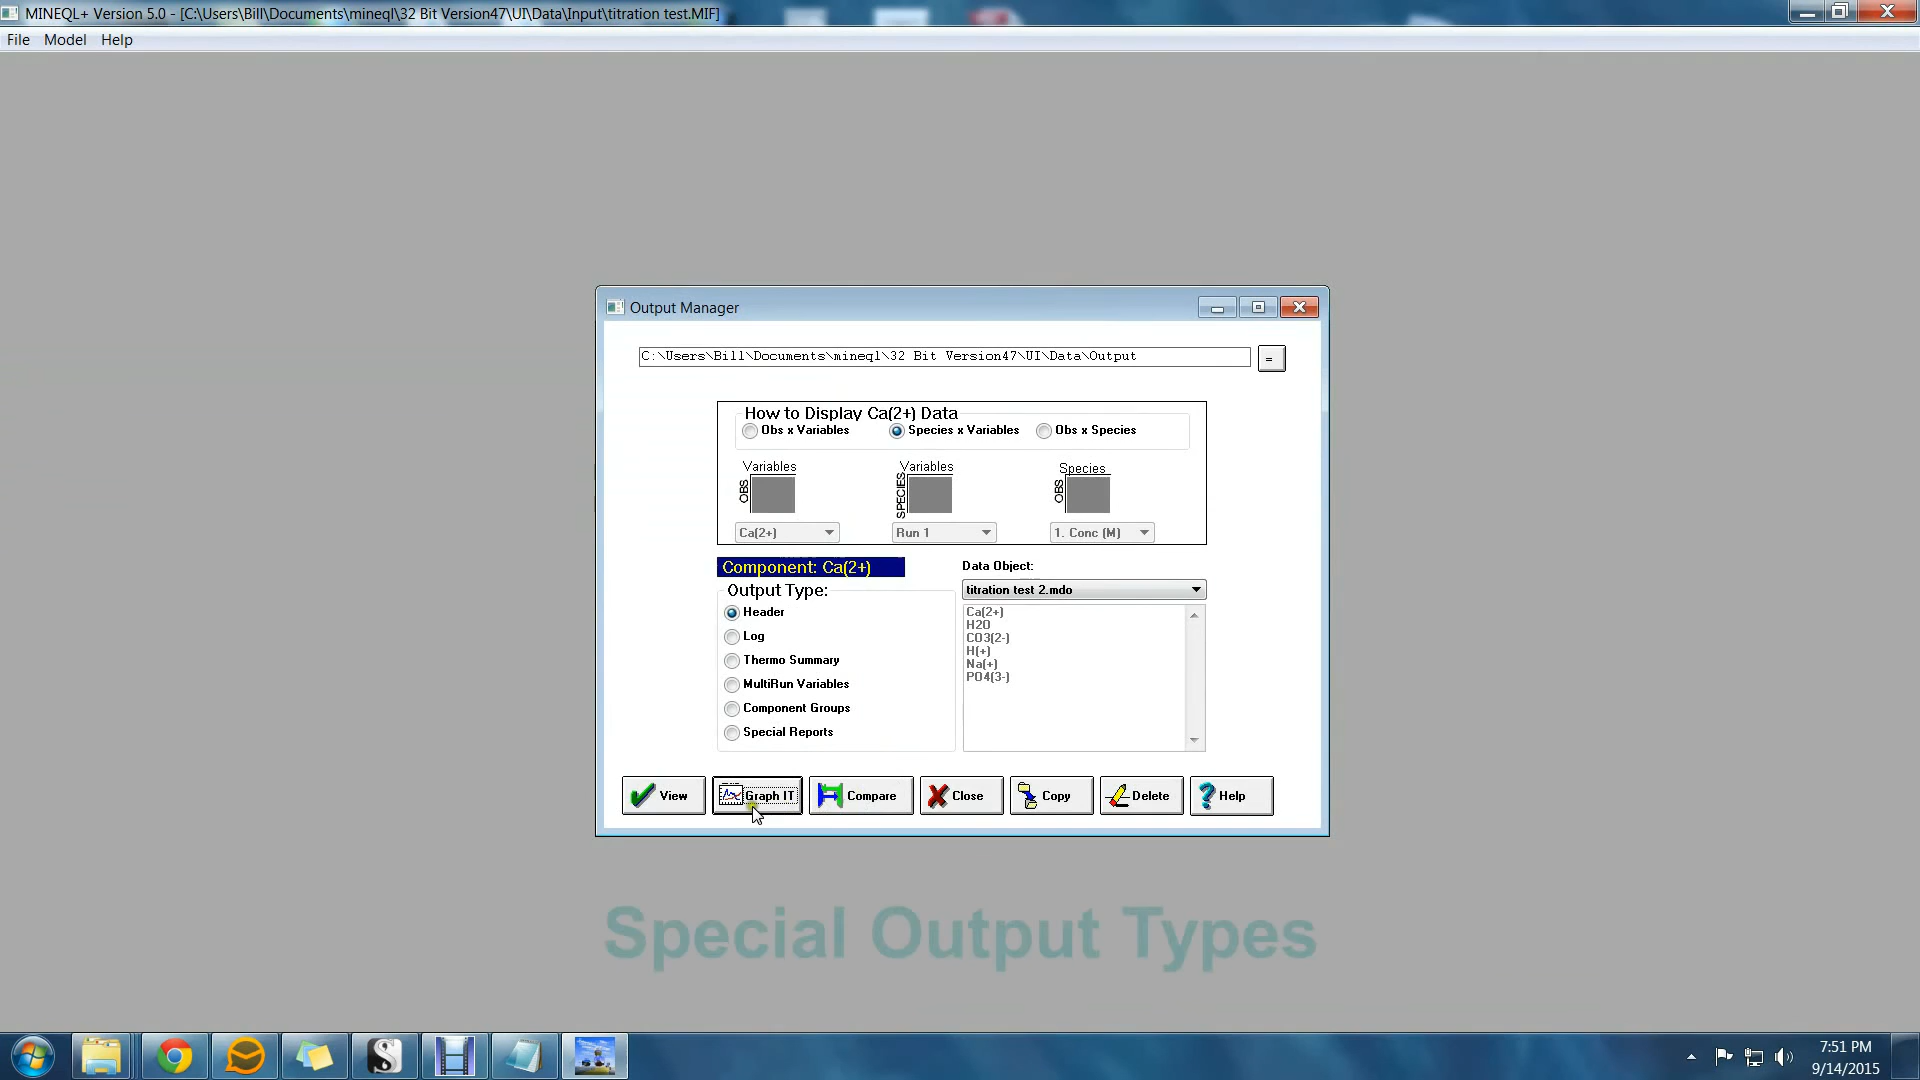 MINEQL+ Version 5.0 - [C:\Users\Bill\Documents\mineql\32 Bit Version47\UI\Data\Input\titration test.MIF]
File Model Help
Output Manager
C:\Users\Bill\Documents\mineql\32 Bit Version47\UI\Data\Output
=
How to Display Ca(2+) Data
Obs x Variables Species x Variables Obs x Species
Variables Variables Species
OBS SPECIES OBS
Ca(2+) Run 1 1. Conc (M)
Component: Ca(2+)
Output Type:
Header
Log
Thermo Summary
MultiRun Variables
Component Groups
Special Reports
Data Object:
titration test 2.mdo
Ca(2+)
H2O
CO3(2-)
H(+)
Na(+)
PO4(3-)
View Graph IT Compare Close Copy Delete Help
Special Output Types
7:51 PM
9/14/2015